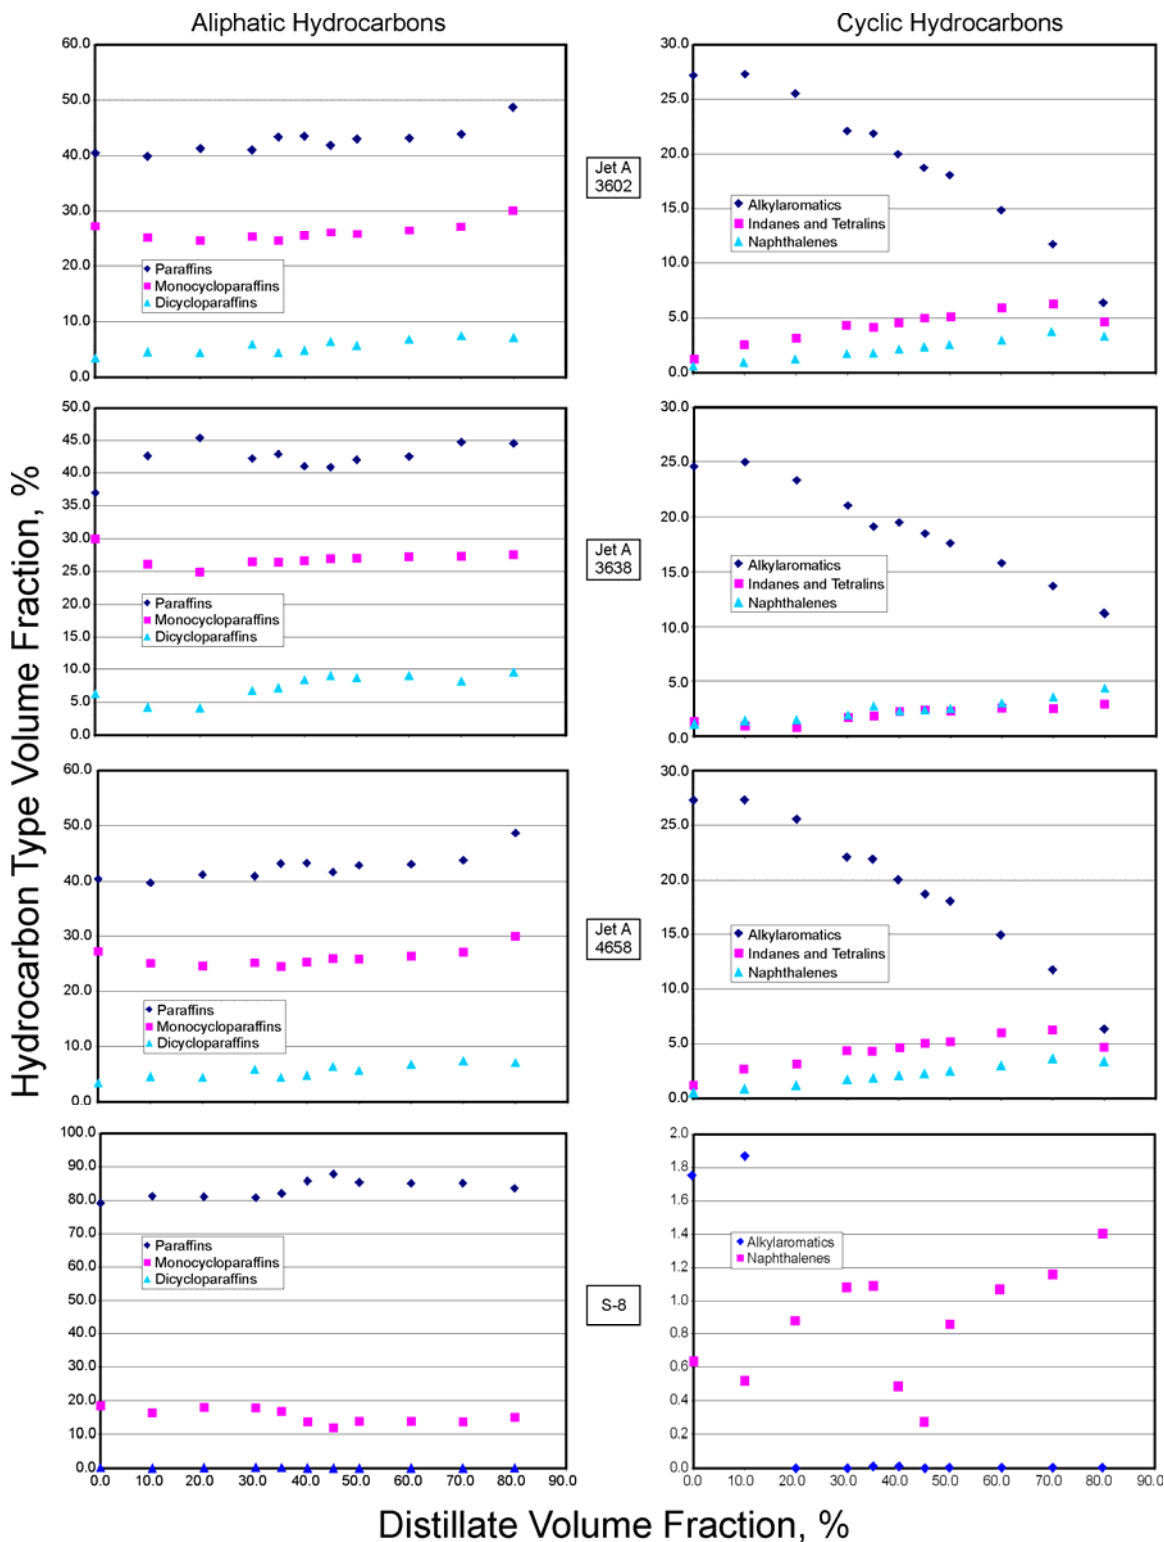 Aliphatic Hydrocarbons
Cyclic Hydrocarbons
Hydrocarbon Type Volume Fraction, %
60.0
50.0
40.0
30.0
20.0
10.0
0.0
Paraffins
Monocycloparaffins
Dicycloparaffins
Jet A
3602
30.0
25.0
20.0
15.0
10.0
5.0
0.0
Alkylaromatics
Indanes and Tetralins
Naphthalenes
50.0
45.0
40.0
35.0
30.0
25.0
20.0
15.0
10.0
5.0
0.0
Paraffins
Monocycloparaffins
Dicycloparaffins
Jet A
3638
30.0
25.0
20.0
15.0
10.0
5.0
0.0
Alkylaromatics
Indanes and Tetralins
Naphthalenes
60.0
50.0
40.0
30.0
20.0
10.0
0.0
Paraffins
Monocycloparaffins
Dicycloparaffins
Jet A
4658
30.0
25.0
20.0
15.0
10.0
5.0
0.0
Alkylaromatics
Indanes and Tetralins
Naphthalenes
100.0
90.0
80.0
70.0
60.0
50.0
40.0
30.0
20.0
10.0
0.0
Paraffins
Monocycloparaffins
Dicycloparaffins
0.0 10.0 20.0 30.0 40.0 50.0 60.0 70.0 80.0 90.0
S-8
2.0
1.8
1.6
1.4
1.2
1.0
0.8
0.6
0.4
0.2
0.0
Alkylaromatics
Naphthalenes
0.0 10.0 20.0 30.0 40.0 50.0 60.0 70.0 80.0 90.0
Distillate Volume Fraction, %